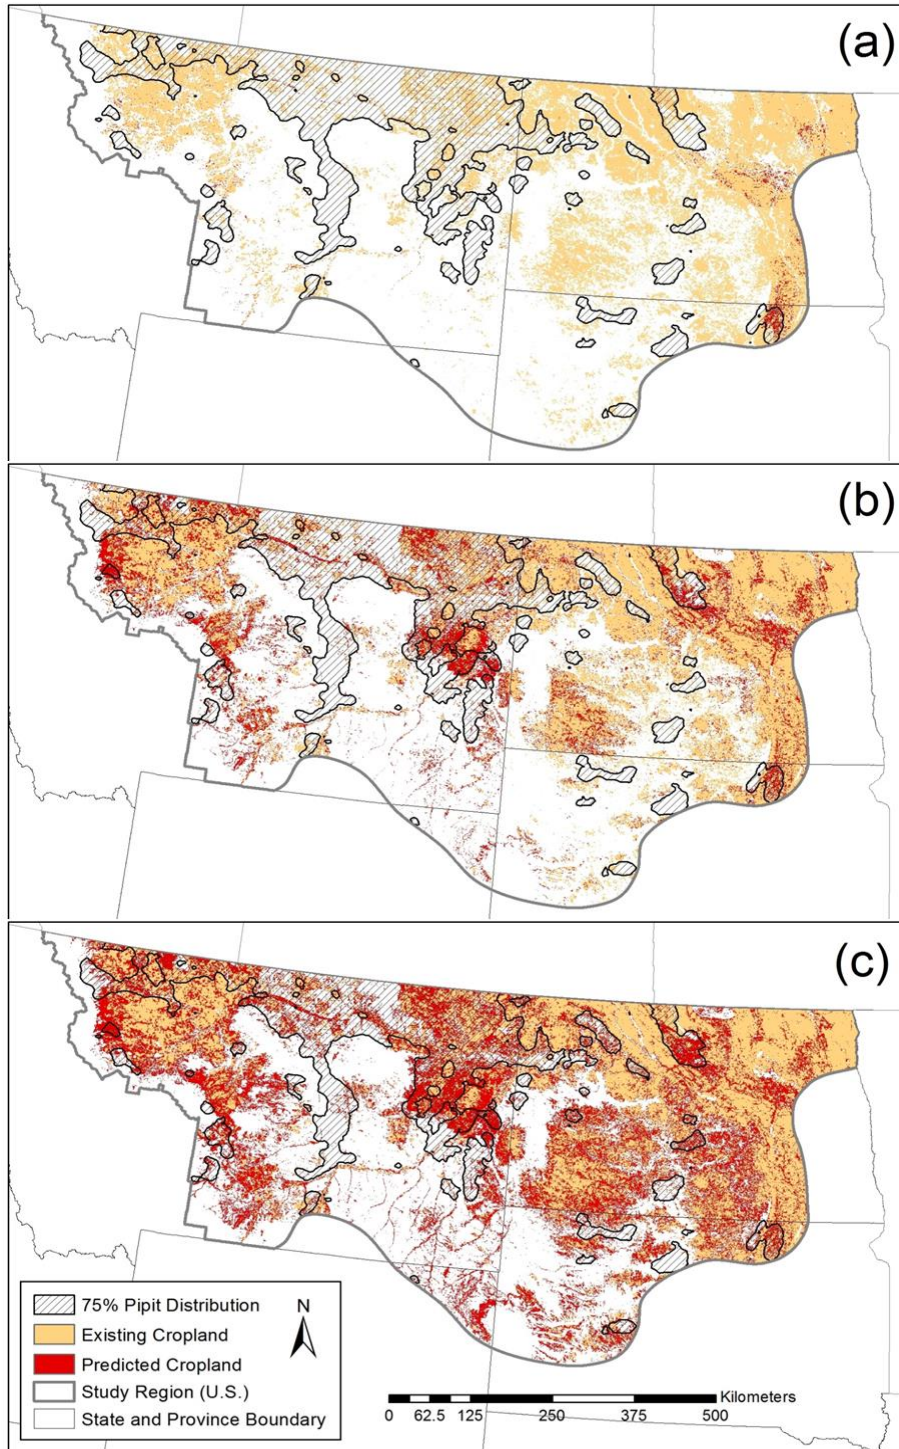 (a)
(b)
(c)
75% Pipit Distribution
Existing Cropland
Predicted Cropland
Study Region (U.S.)
State and Province Boundary
N
Kilometers
0 62.5 125 250 375 500